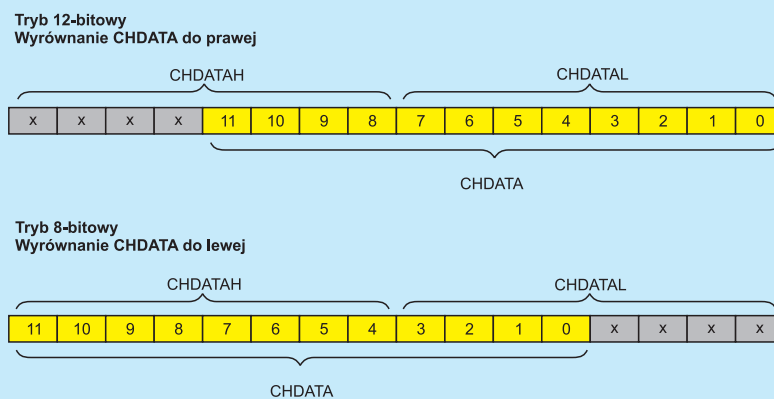 Tryb 12-bitowy
Wyrównanie CHDATA do prawej
CHDATAH CHDATAL
x x x x 11 10 9 8 7 6 5 4 3 2 1 0
CHDATA
Tryb 8-bitowy
Wyrównanie CHDATA do lewej
CHDATAH CHDATAL
11 10 9 8 7 6 5 4 3 2 1 0 x x x x
CHDATA